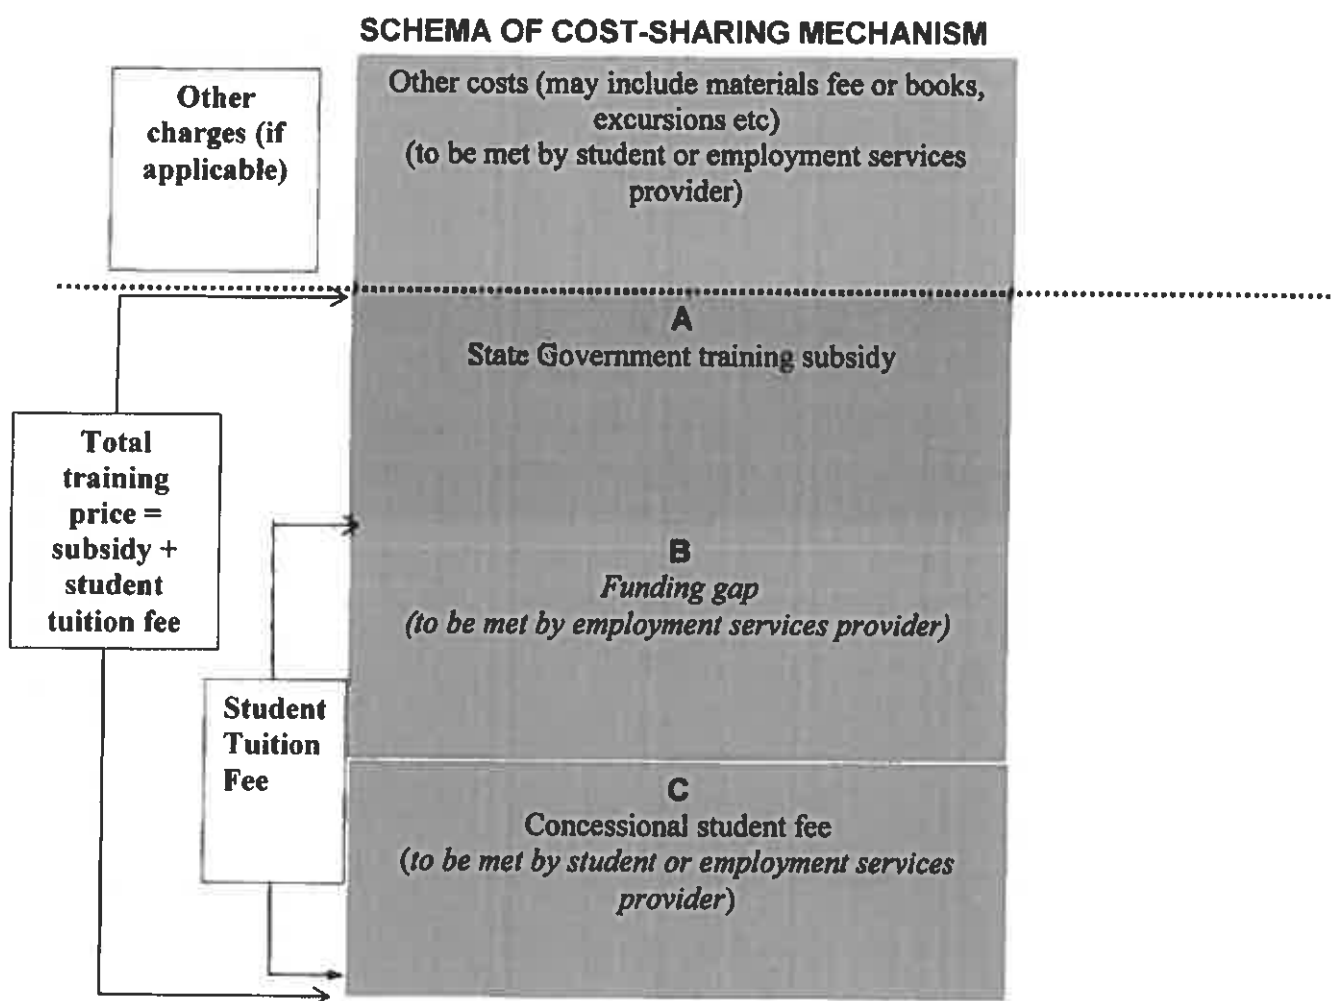 SCHEMA OF COST-SHARING MECHANISM
Other
charges (if
applicable)
Other costs (may include materials fee or books,
excursions etc)
(to be met by student or employment services
provider)
A
State Government training subsidy
Total
training
price =
subsidy +
student
tuition fee
B
Funding gap
(to be met by employment services provider)
Student
Tuition
Fee
C
Concessional student fee
(to be met by student or employment services
provider)